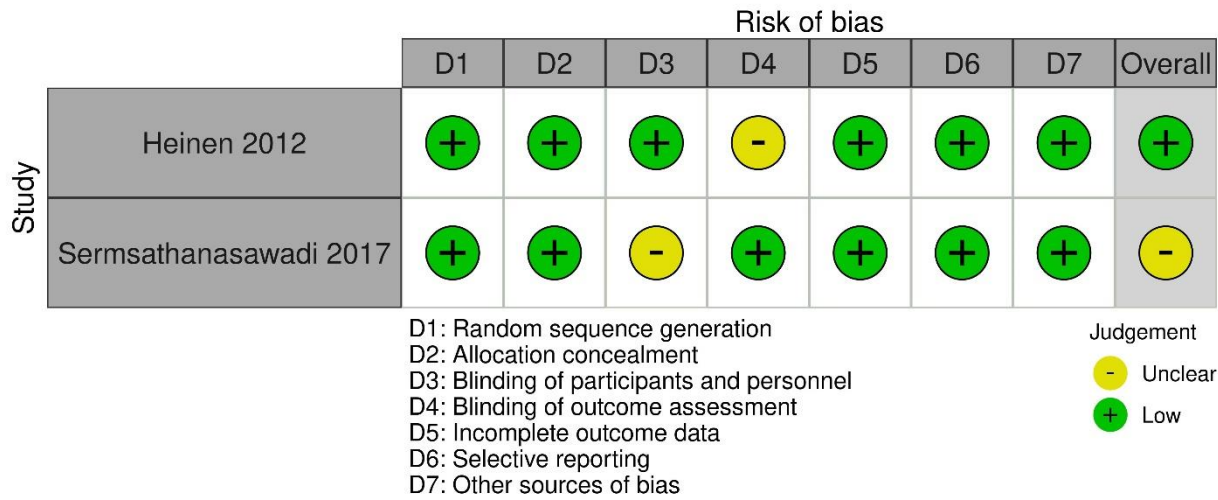 Risk of bias
D1 D2 D3 D4 D5 D6 D7 Overall
Study
Heinen 2012 + + + - + + + +
Sermsathanasawadi 2017 + + - + + + + -
D1: Random sequence generation
D2: Allocation concealment
D3: Blinding of participants and personnel
D4: Blinding of outcome assessment
D5: Incomplete outcome data
D6: Selective reporting
D7: Other sources of bias
Judgement
- Unclear
+ Low